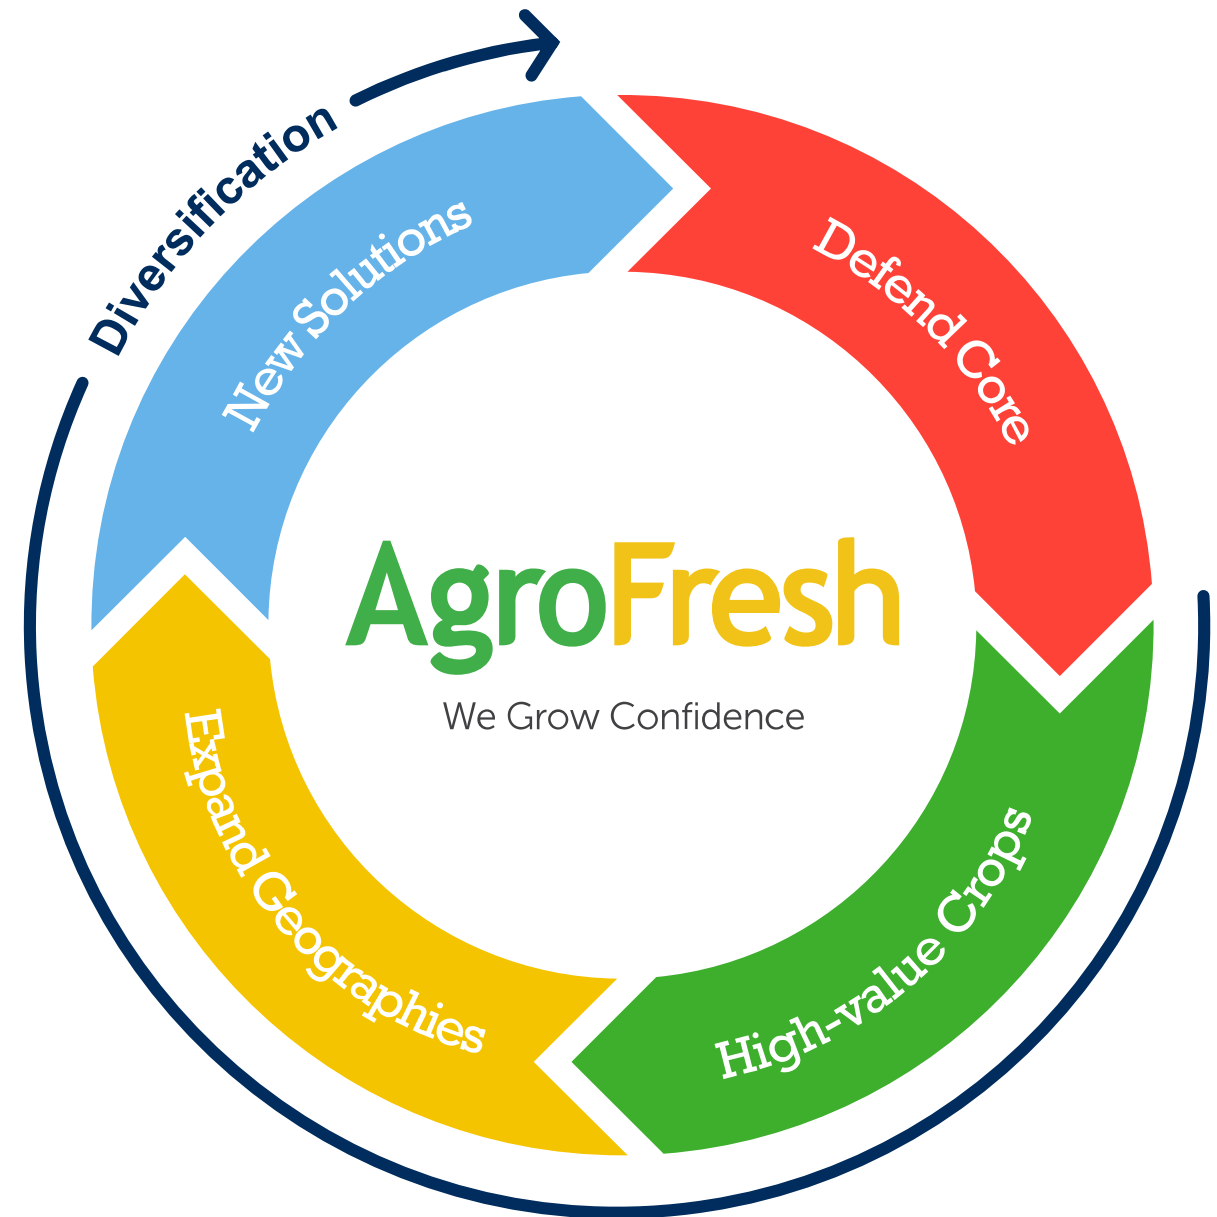 Diversification
New Solutions
Defend Core
AgroFresh
We Grow Confidence
Expand Geographies
High-value Crops